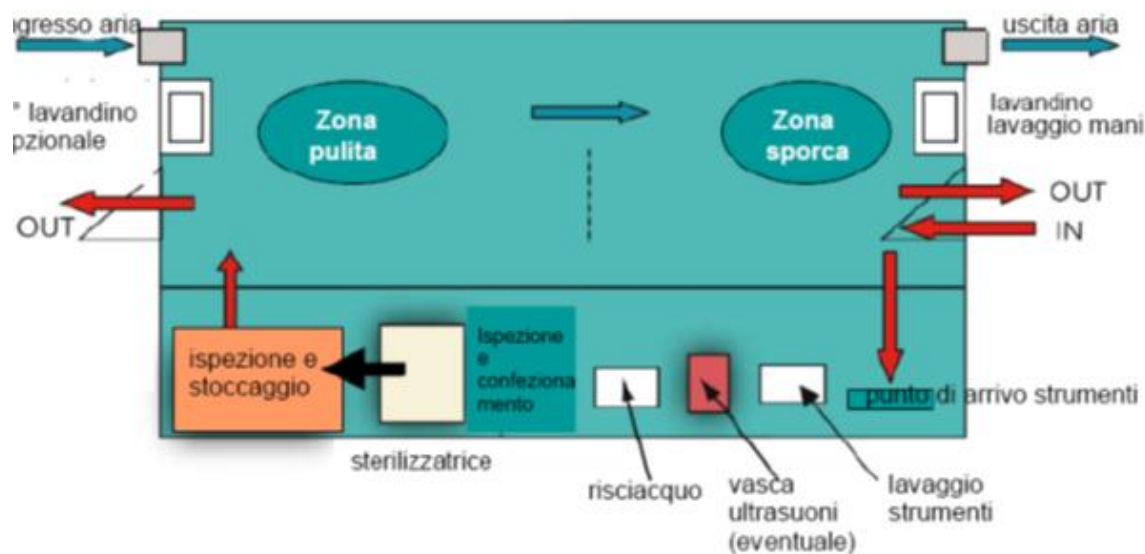 ngresso aria
uscita aria
° lavandino
pzionale
Zona
pulita
Zona
sporca
lavandino
lavaggio mani
OUT
OUT
IN
ispezione e
stoccaggio
Ispezione
e
confeziona
mento
punto di arrivo strumenti
sterilizzatrice
risciacquo
vasca
ultrasuoni
(eventuale)
lavaggio
strumenti